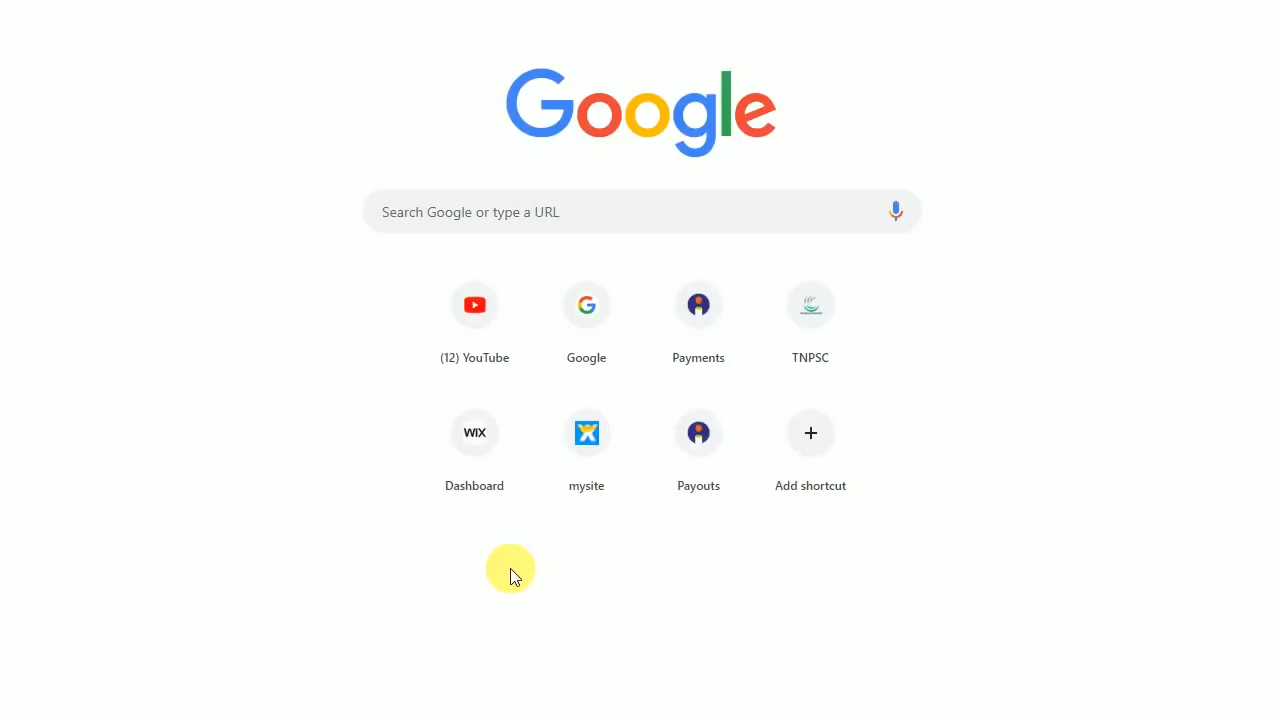 Google
Search Google or type a URL
(12) YouTube
Google
Payments
TNPSC
WIX
Dashboard
mysite
Payouts
Add shortcut